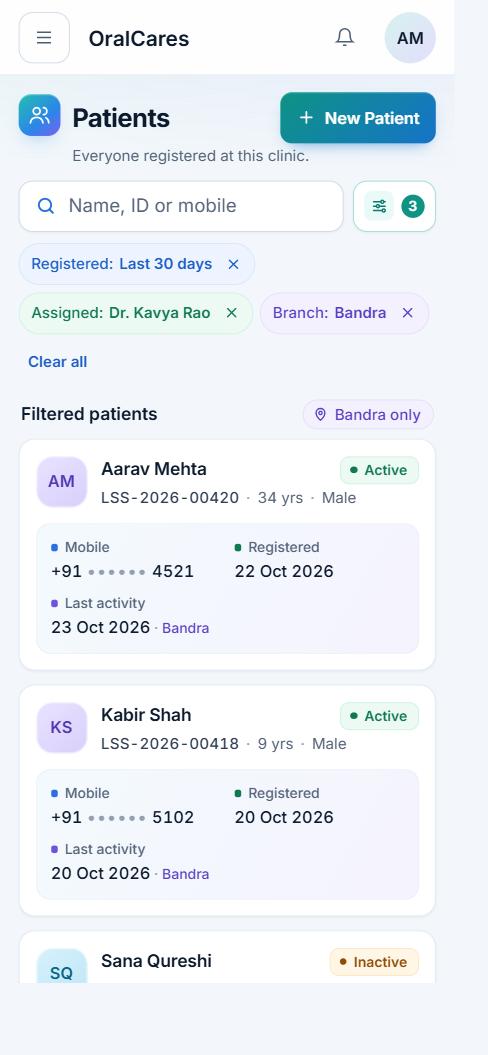 OralCares
AM
Patients
+ New Patient
Everyone registered at this clinic.
Name, ID or mobile
3
Registered: Last 30 days ×
Assigned: Dr. Kavya Rao × Branch: Bandra ×
Clear all
Filtered patients
Bandra only
AM
Aarav Mehta
Active
LSS-2026-00420 · 34 yrs · Male
Mobile
Registered
+91 •••••• 4521
22 Oct 2026
Last activity
23 Oct 2026 · Bandra
KS
Kabir Shah
Active
LSS-2026-00418 · 9 yrs · Male
Mobile
Registered
+91 •••••• 5102
20 Oct 2026
Last activity
20 Oct 2026 · Bandra
SQ
Sana Qureshi
Inactive